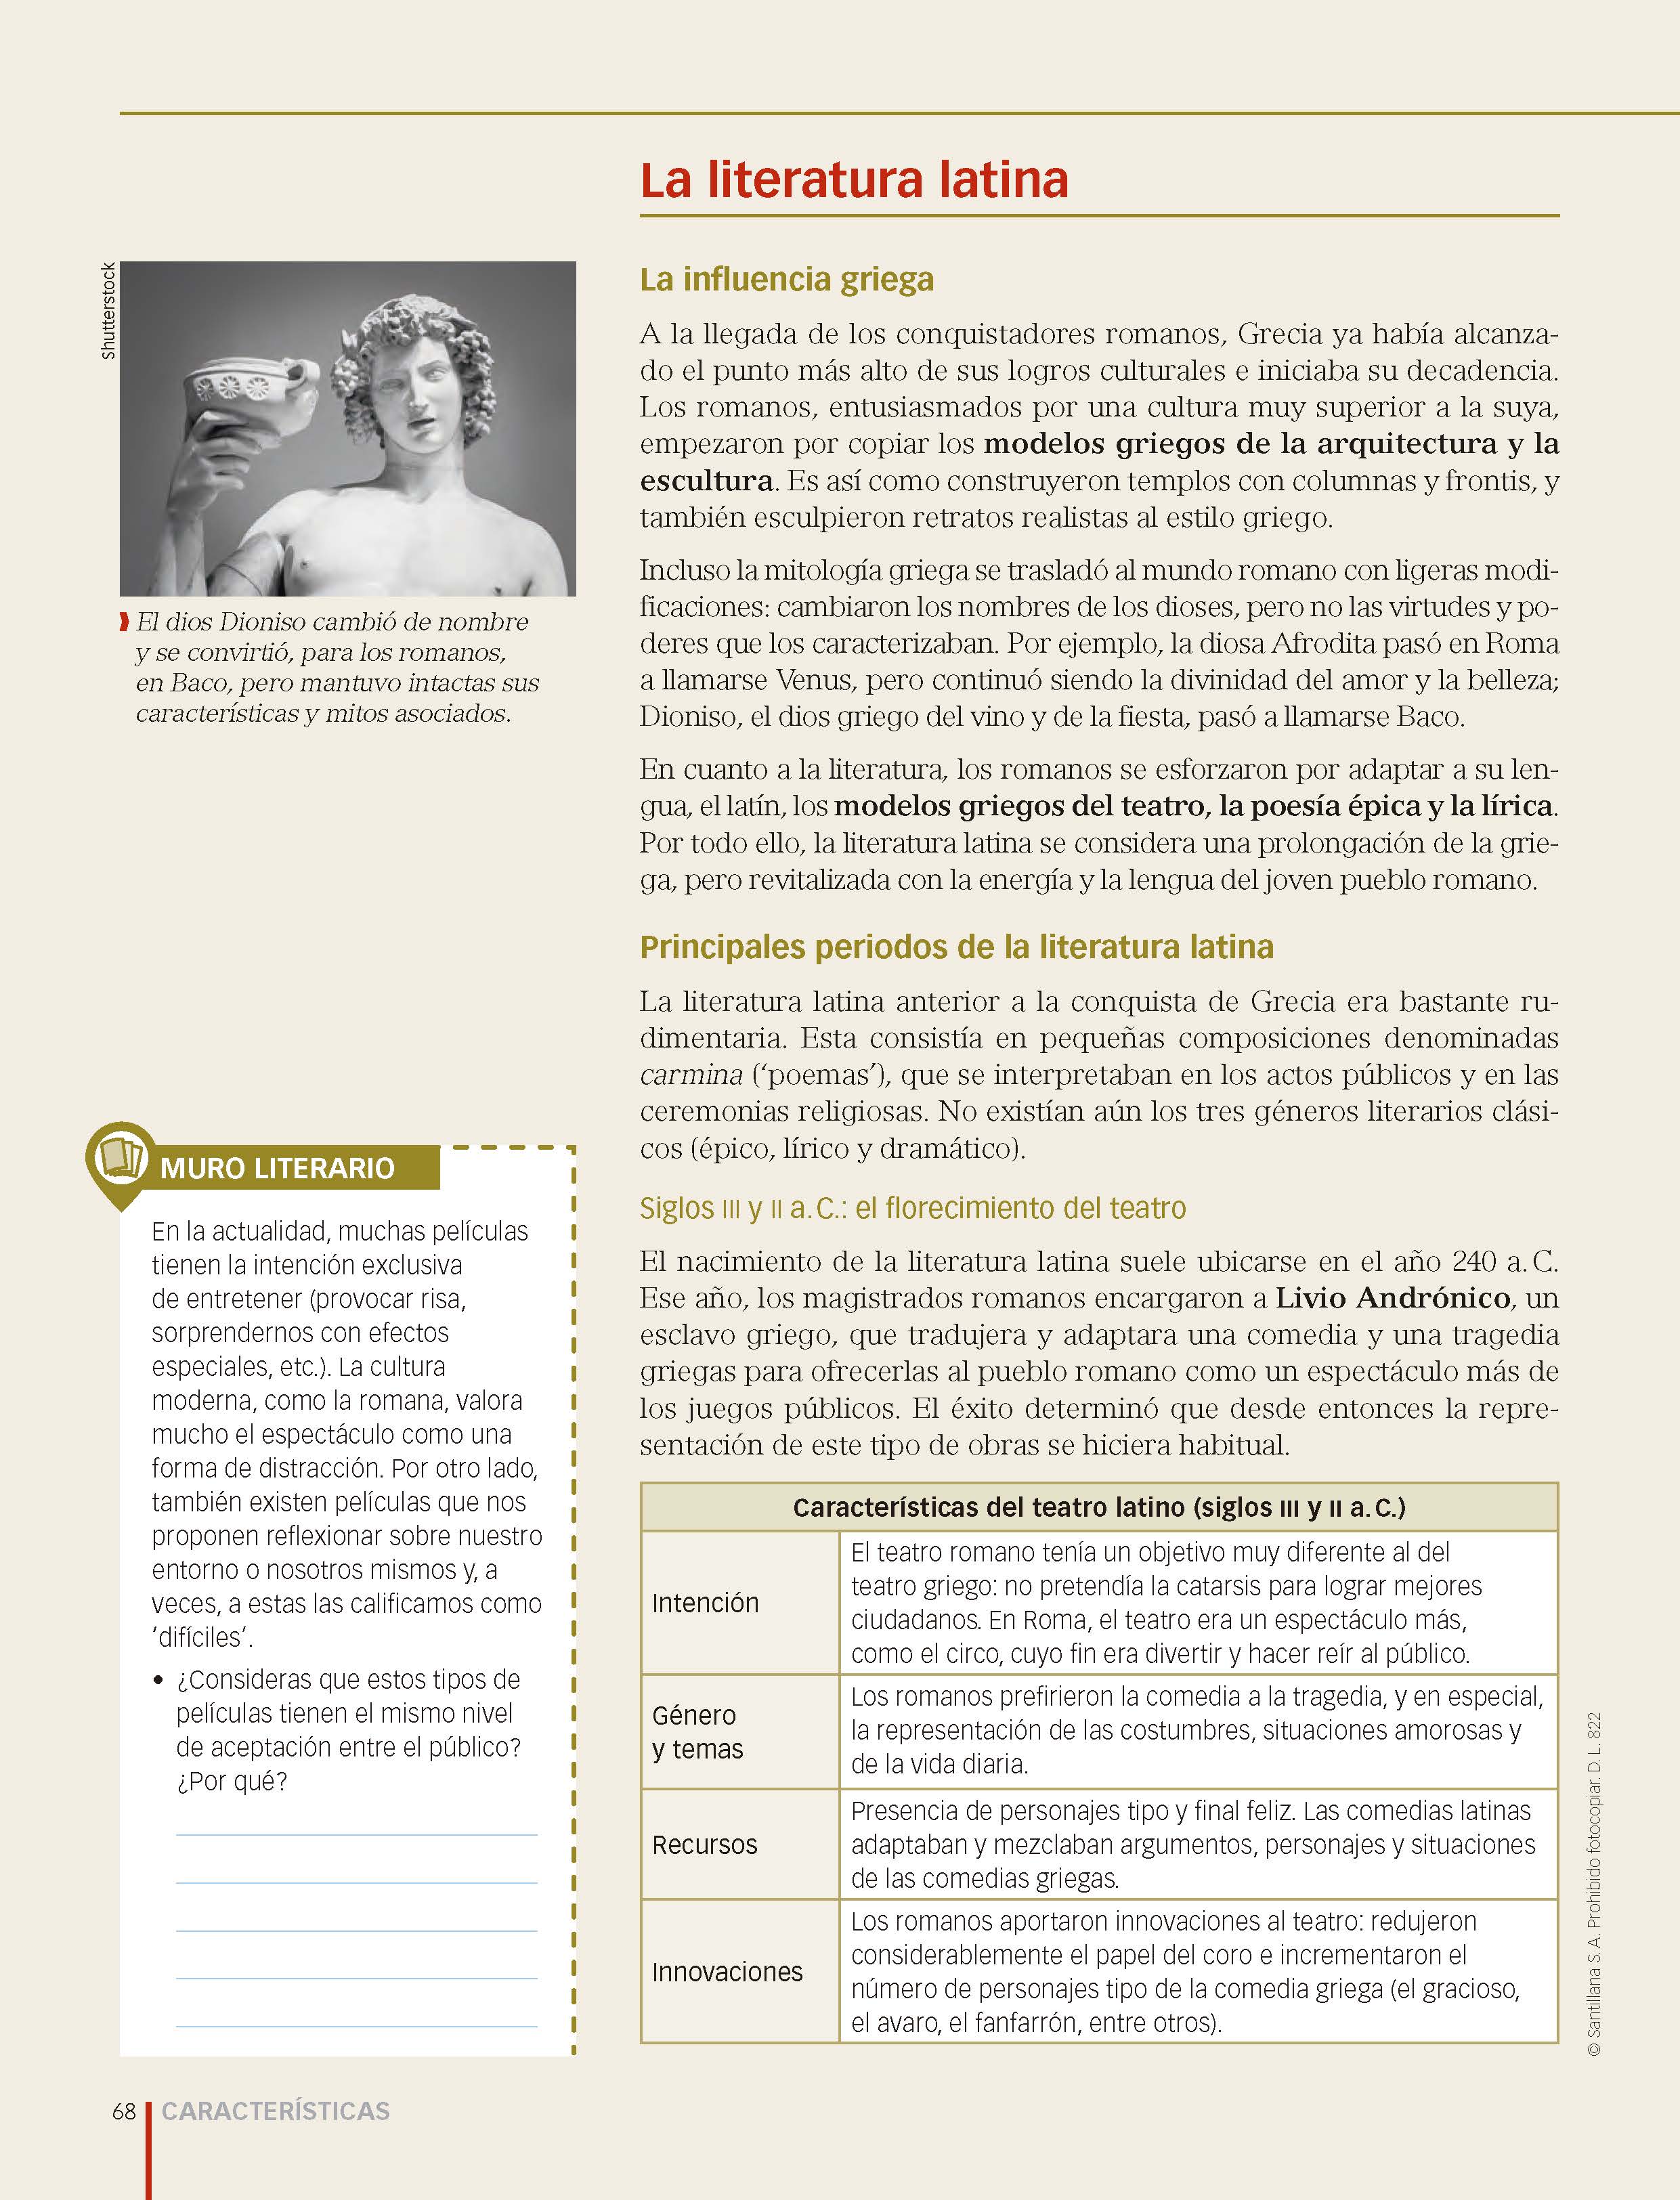 La literatura latina
Shutterstock
El dios Dioniso cambió de nombre
y se convirtió, para los romanos,
en Baco, pero mantuvo intactas sus
características y mitos asociados.
La influencia griega
A la llegada de los conquistadores romanos, Grecia ya había alcanza-
do el punto más alto de sus logros culturales e iniciaba su decadencia.
Los romanos, entusiasmados por una cultura muy superior a la suya,
empezaron por copiar los modelos griegos de la arquitectura y la
escultura. Es así como construyeron templos con columnas y frontis, y
también esculpieron retratos realistas al estilo griego.
Incluso la mitología griega se trasladó al mundo romano con ligeras modi-
ficaciones: cambiaron los nombres de los dioses, pero no las virtudes y po-
deres que los caracterizaban. Por ejemplo, la diosa Afrodita pasó en Roma
a llamarse Venus, pero continuó siendo la divinidad del amor y la belleza;
Dioniso, el dios griego del vino y de la fiesta, pasó a llamarse Baco.
En cuanto a la literatura, los romanos se esforzaron por adaptar a su len-
gua, el latín, los modelos griegos del teatro, la poesía épica y la lírica.
Por todo ello, la literatura latina se considera una prolongación de la grie-
ga, pero revitalizada con la energía y la lengua del joven pueblo romano.
Principales periodos de la literatura latina
La literatura latina anterior a la conquista de Grecia era bastante ru-
dimentaria. Esta consistía en pequeñas composiciones denominadas
carmina (‘poemas’), que se interpretaban en los actos públicos y en las
ceremonias religiosas. No existían aún los tres géneros literarios clási-
cos (épico, lírico y dramático).
Siglos III y II a. C.: el florecimiento del teatro
El nacimiento de la literatura latina suele ubicarse en el año 240 a. C.
Ese año, los magistrados romanos encargaron a Livio Andrónico, un
esclavo griego, que tradujera y adaptara una comedia y una tragedia
griegas para ofrecerlas al pueblo romano como un espectáculo más de
los juegos públicos. El éxito determinó que desde entonces la repre-
sentación de este tipo de obras se hiciera habitual.
Características del teatro latino (siglos III y II a. C.)
Intención
El teatro romano tenía un objetivo muy diferente al del
teatro griego: no pretendía la catarsis para lograr mejores
ciudadanos. En Roma, el teatro era un espectáculo más,
como el circo, cuyo fin era divertir y hacer reír al público.
Género
y temas
Los romanos prefirieron la comedia a la tragedia, y en especial,
la representación de las costumbres, situaciones amorosas y
de la vida diaria.
Recursos
Presencia de personajes tipo y final feliz. Las comedias latinas
adaptaban y mezclaban argumentos, personajes y situaciones
de las comedias griegas.
Innovaciones
Los romanos aportaron innovaciones al teatro: redujeron
considerablemente el papel del coro e incrementaron el
número de personajes tipo de la comedia griega (el gracioso,
el avaro, el fanfarrón, entre otros).
MURO LITERARIO
En la actualidad, muchas películas
tienen la intención exclusiva
de entretener (provocar risa,
sorprendernos con efectos
especiales, etc.). La cultura
moderna, como la romana, valora
mucho el espectáculo como una
forma de distracción. Por otro lado,
también existen películas que nos
proponen reflexionar sobre nuestro
entorno o nosotros mismos y, a
veces, a estas las calificamos como
‘difíciles’.
• ¿Consideras que estos tipos de
películas tienen el mismo nivel
de aceptación entre el público?
¿Por qué?
© Santillana S. A. Prohibido fotocopiar. D. L. 822
68
CARACTERÍSTICAS